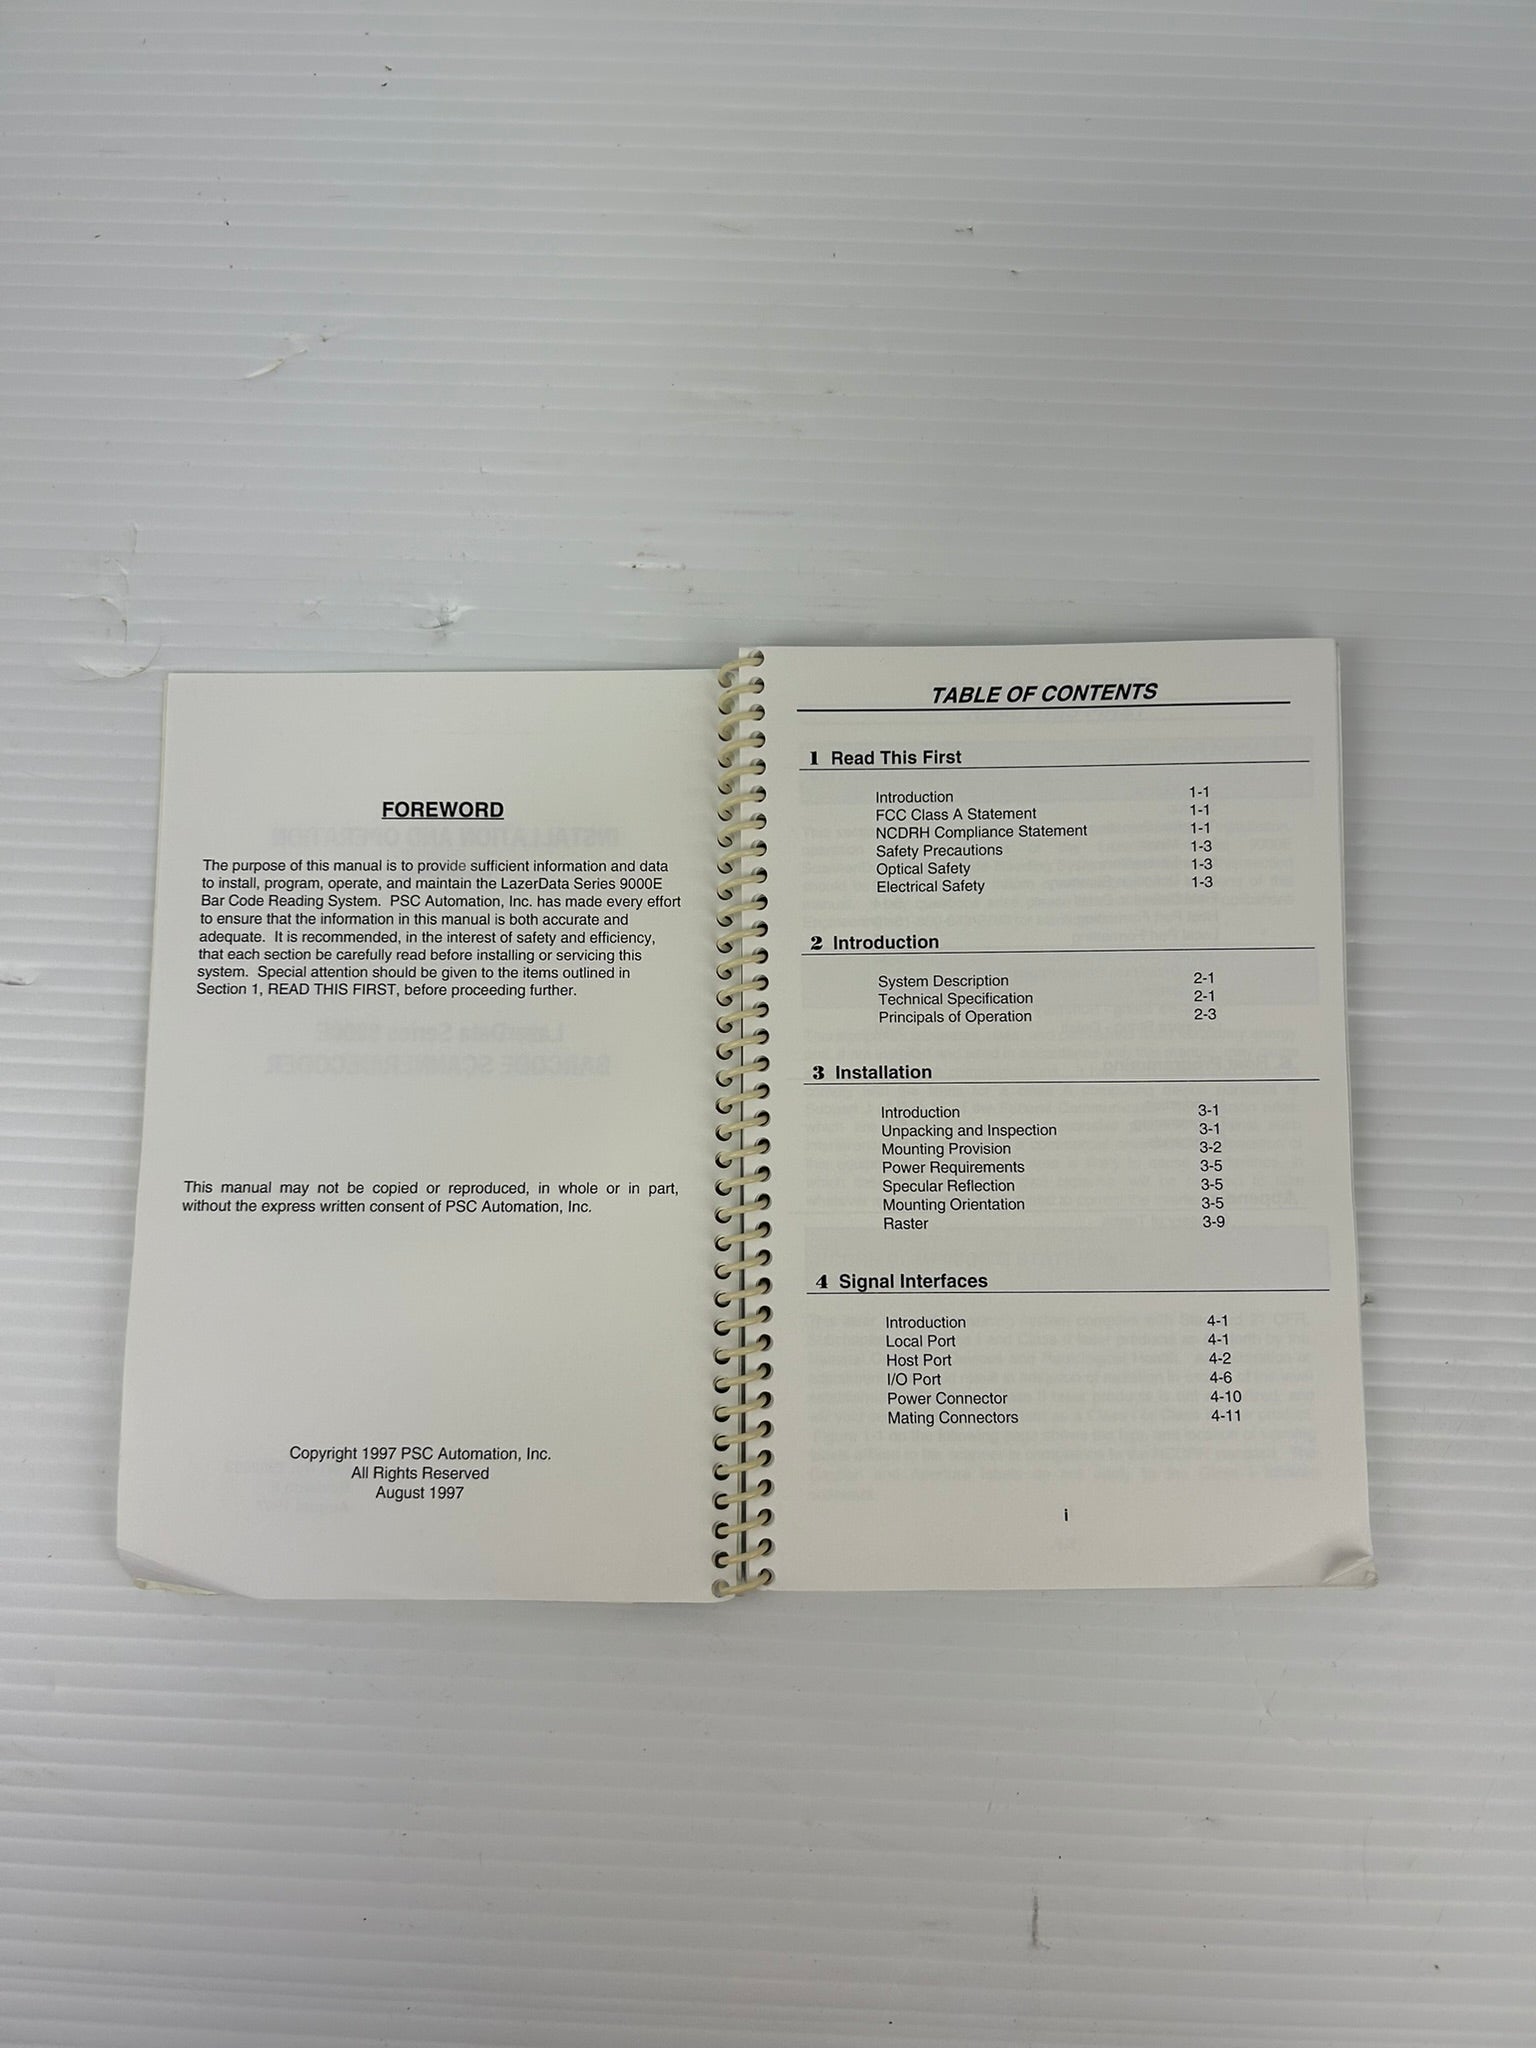 FOREWORD
The purpose of this manual is to provide sufficient information and data
to install, program, operate, and maintain the LazerData Series 9000E
Bar Code Reading System. PSC Automation, Inc. has made every effort
to ensure that the information in this manual is both accurate and
adequate. It is recommended, in the interest of safety and efficiency,
that each section be carefully read before installing or servicing this
system. Special attention should be given to the items outlined in
Section 1, READ THIS FIRST, before proceeding further.
This manual may not be copied or reproduced, in whole or in part,
without the express written consent of PSC Automation, Inc.
Copyright 1997 PSC Automation, Inc.
All Rights Reserved
August 1997
TABLE OF CONTENTS
1 Read This First
Introduction 1-1
FCC Class A Statement 1-1
NCDRH Compliance Statement 1-1
Safety Precautions 1-3
Optical Safety 1-3
Electrical Safety 1-3
2 Introduction
System Description 2-1
Technical Specification 2-1
Principals of Operation 2-3
3 Installation
Introduction 3-1
Unpacking and Inspection 3-1
Mounting Provision 3-2
Power Requirements 3-5
Specular Reflection 3-5
Mounting Orientation 3-5
Raster 3-9
4 Signal Interfaces
Introduction 4-1
Local Port 4-1
Host Port 4-2
I/O Port 4-6
Power Connector 4-10
Mating Connectors 4-11
i